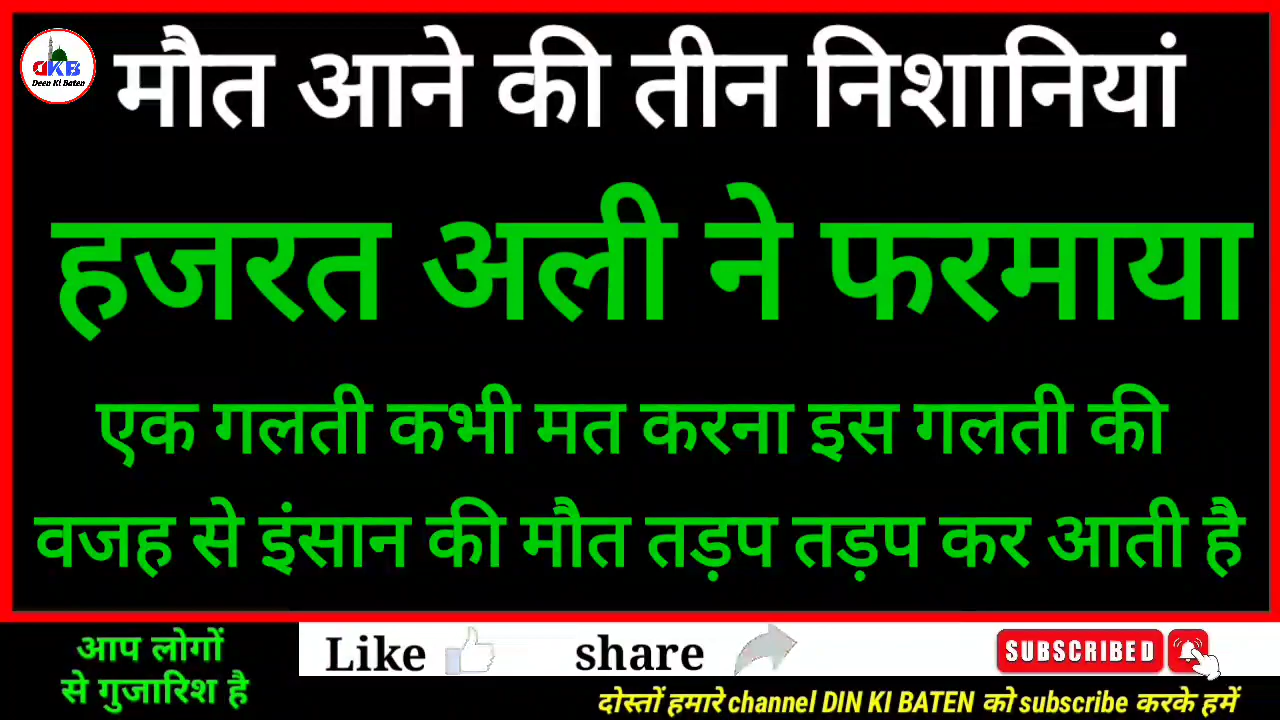 DKB
Deen Ki Baten
मौत आने की तीन निशानियां
हजरत अली ने फरमाया
एक गलती कभी मत करना इस गलती की
वजह से इंसान की मौत तड़प तड़प कर आती है
आप लोगों
से गुजारिश है
Like
share
SUBSCRIBED
दोस्तों हमारे channel DIN KI BATEN को subscribe करके हमें